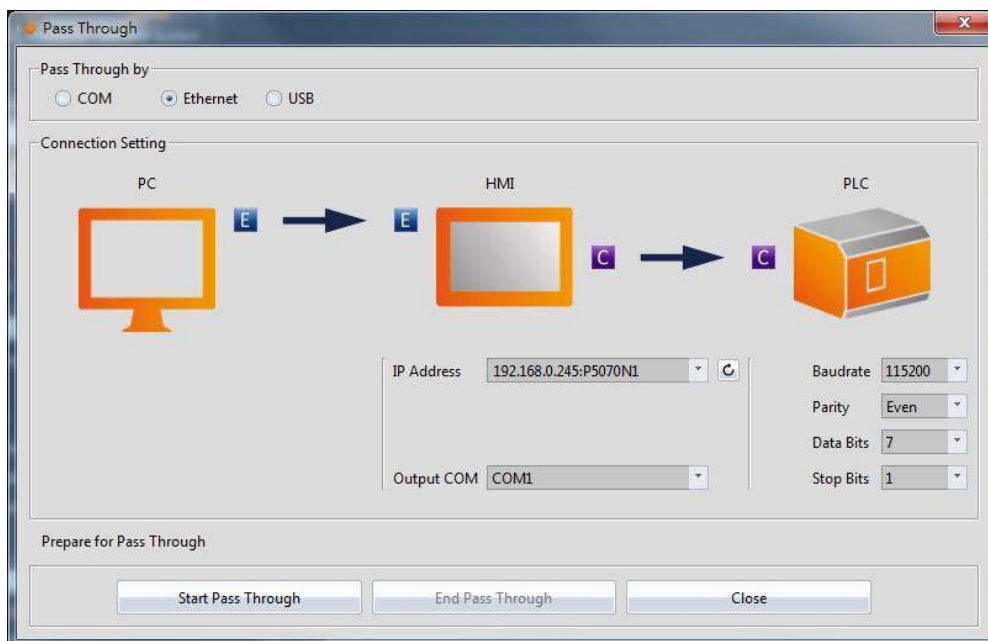 Pass Through
Pass Through by
COM Ethernet USB
Connection Setting
PC HMI PLC
E E
C C
IP Address 192.168.0.245:P5070N1 Baudrate 115200
Parity Even
Data Bits 7
Output COM COM1 Stop Bits 1
Prepare for Pass Through
Start Pass Through End Pass Through Close